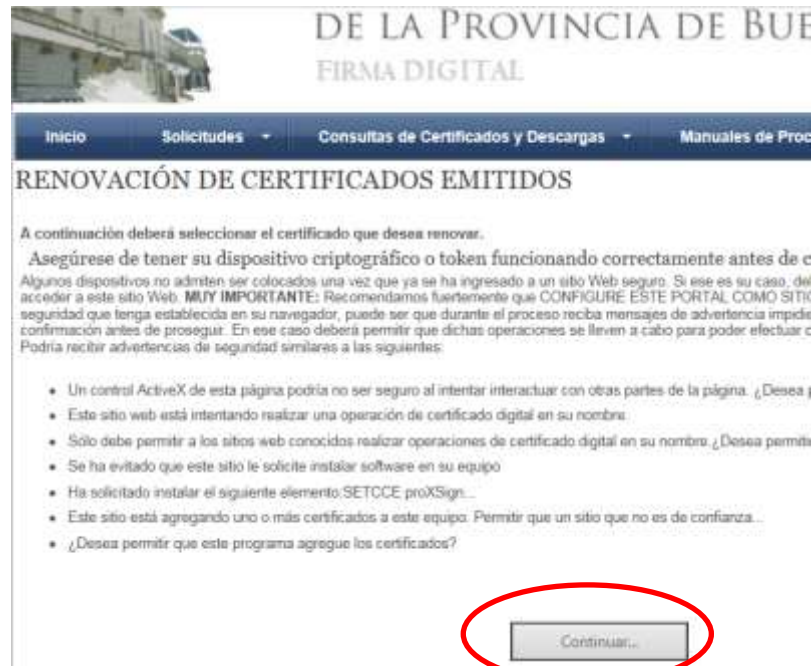 DE LA PROVINCIA DE BUE
FIRMA DIGITAL
Inicio Solicitudes Consultas de Certificados y Descargas Manuales de Proc
RENOVACIÓN DE CERTIFICADOS EMITIDOS
A continuación deberá seleccionar el certificado que desea renovar.
Asegúrese de tener su dispositivo criptográfico o token funcionando correctamente antes de c
Algunos dispositivos no admiten ser colocados una vez que ya se ha ingresado a un sitio Web seguro. Si ese es su caso, deb
acceder a este sitio Web. MUY IMPORTANTE: Recomendamos fuertemente que CONFIGURE ESTE PORTAL COMO SITI
seguridad que tenga establecida en su navegador, puede ser que durante el proceso reciba mensajes de advertencia impidie
confirmación antes de proseguir. En ese caso deberá permitir que dichas operaciones se lleven a cabo para poder efectuar c
Podría recibir advertencias de seguridad similares a las siguientes:
• Un control ActiveX de esta página podría no ser seguro al intentar interactuar con otras partes de la página. ¿Desea p
• Este sitio web está intentando realizar una operación de certificado digital en su nombre.
• Sólo debe permitir a los sitios web conocidos realizar operaciones de certificado digital en su nombre.¿Desea permiti
• Se ha evitado que este sitio le solicite instalar software en su equipo
• Ha solicitado instalar el siguiente elemento:SETCCE proXSign...
• Este sitio está agregando uno o más certificados a este equipo. Permitir que un sitio que no es de confianza...
• ¿Desea permitir que este programa agregue los certificados?
Continuar...